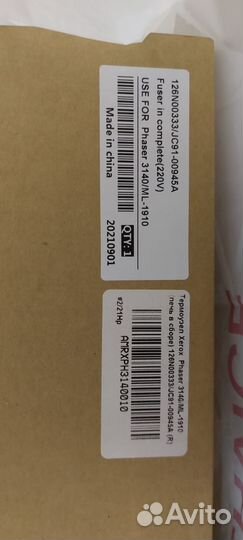 126N00333/JC91-00945A
Fuser in complete(220V)
USE FOR Phaser 3140/ML-1910
Made in china
QTY: 1
20210901
Термоузел Xerox Phaser 3140/ML-1910
печь в сборе) 126N00333/JC91-00945A (R)
AMRXPH3140010
Avito